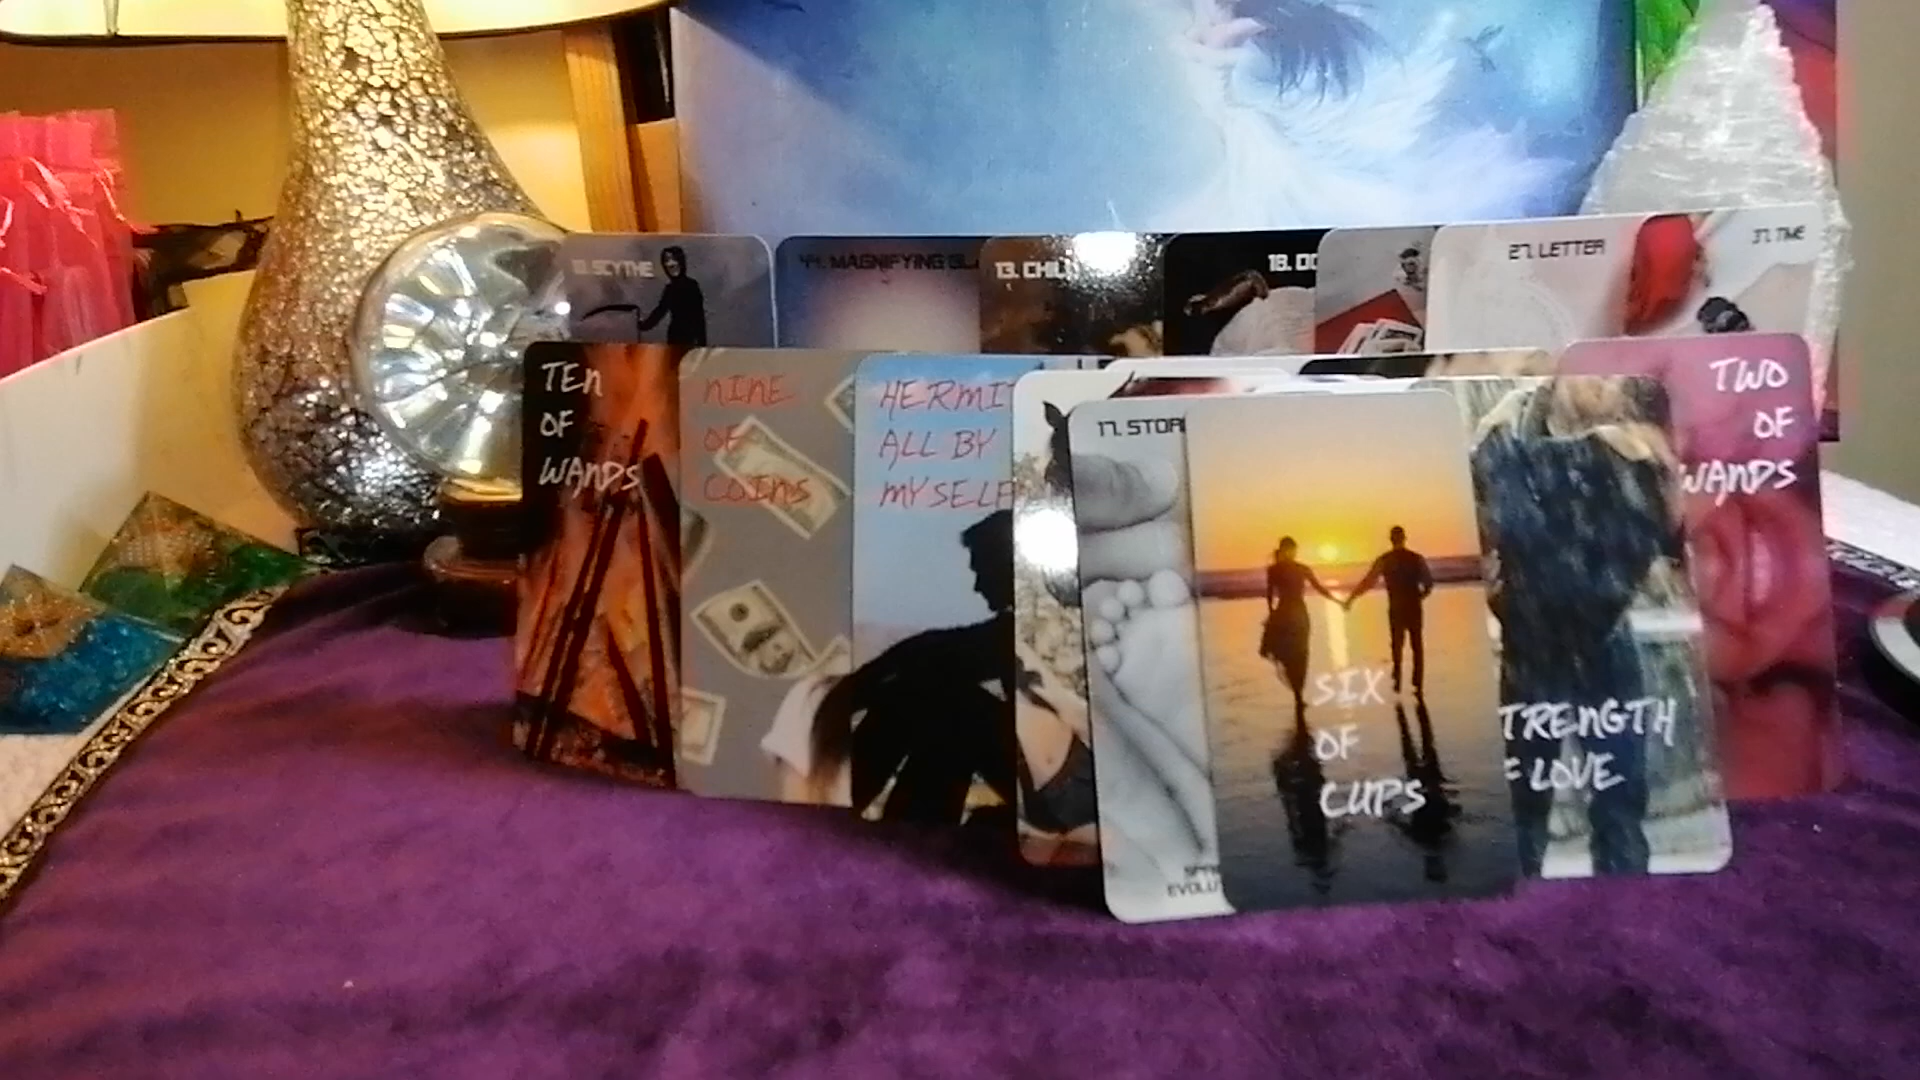 10. SCYTHE
44. MAGNIFYING GLA
13. CHIL
18. DO
27. LETTER
37. TIME
TEN
OF
WANDS
NINE
OF
COINS
HERMIT
ALL BY
MYSELF
17. STOR
EVOLU
SIX
OF
CUPS
TRENGTH
F LOVE
TWO
OF
WANDS